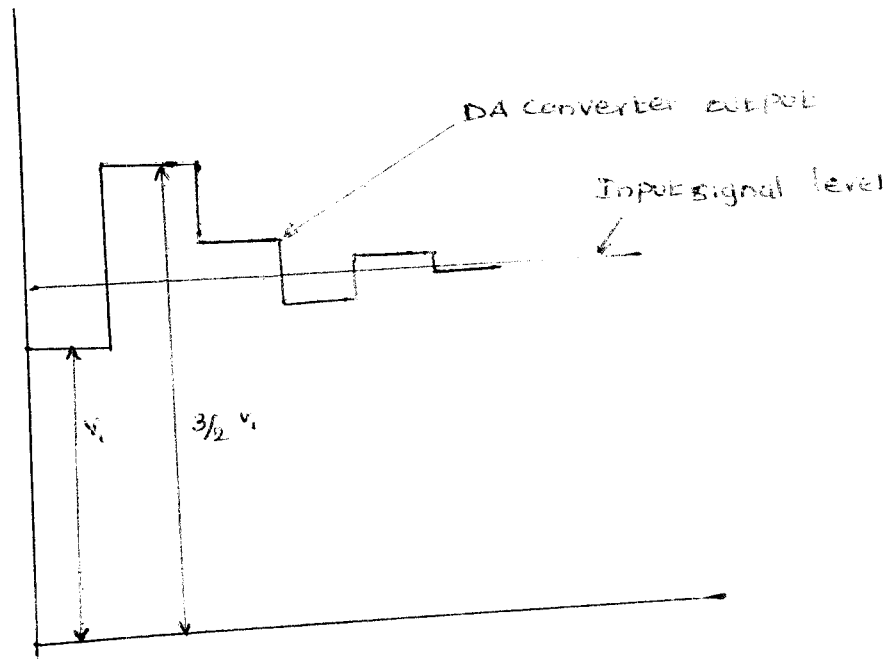 DA converter output
Input signal level
V₁
3/2 V₁